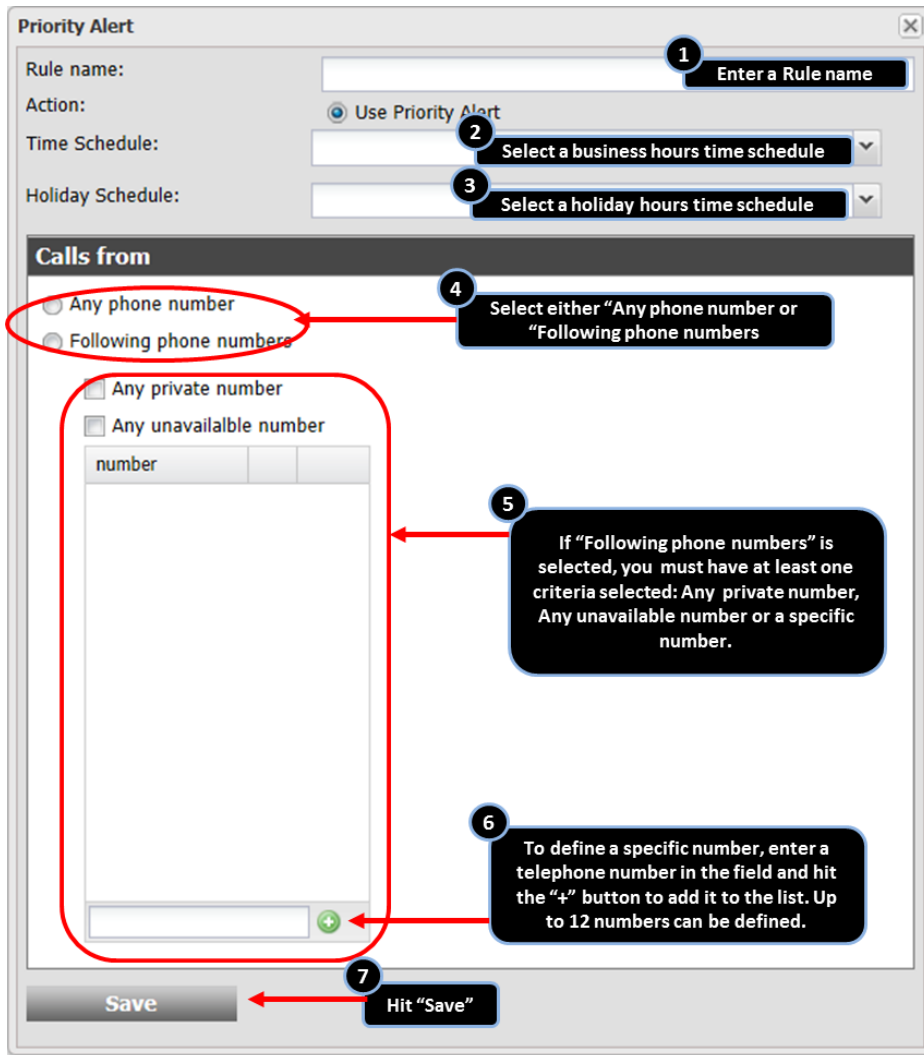 Priority Alert
Rule name:
1
Enter a Rule name
Action:
Use Priority Alert
2
Time Schedule:
Select a business hours time schedule
3
Holiday Schedule:
Select a holiday hours time schedule
Calls from
Any phone number
4
Select either “Any phone number or
“Following phone numbers
Following phone numbers
Any private number
Any unavailalble number
number
5
If “Following phone numbers” is
selected, you must have at least one
criteria selected: Any private number,
Any unavailable number or a specific
number.
6
To define a specific number, enter a
telephone number in the field and hit
the “+” button to add it to the list. Up
to 12 numbers can be defined.
7
Save
Hit “Save”